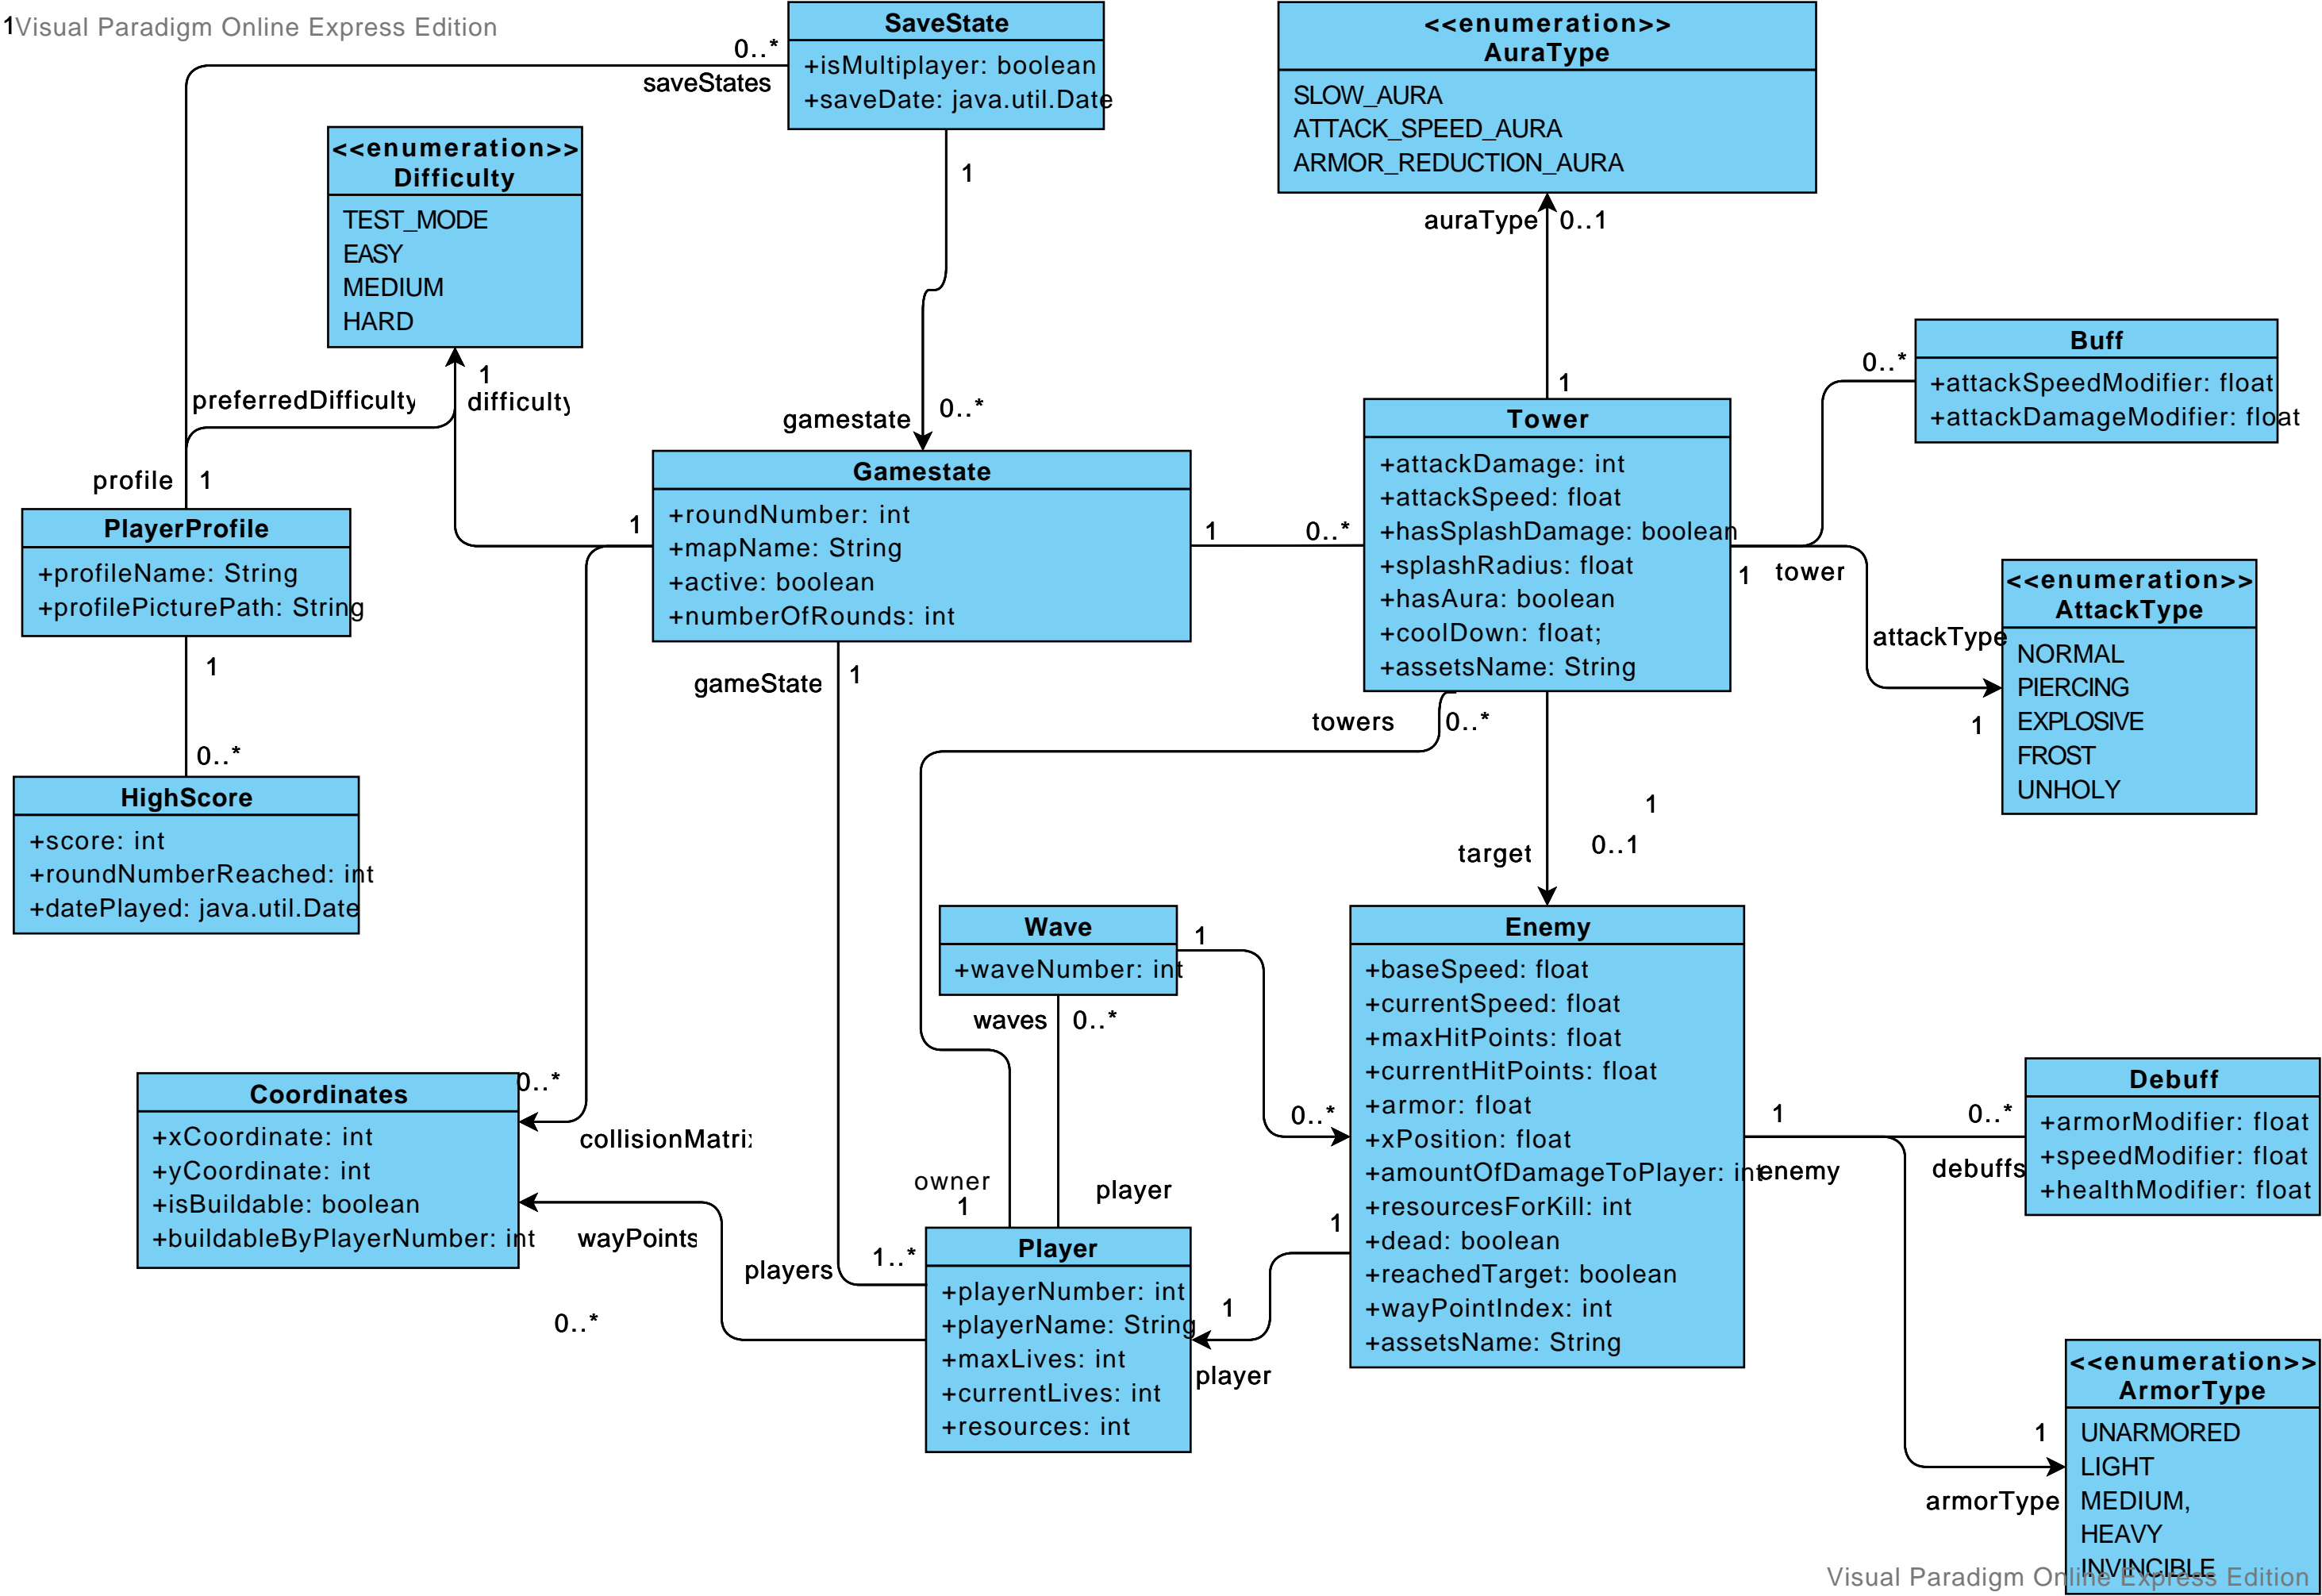 1
Visual Paradigm Online Express Edition
SaveState
+isMultiplayer: boolean
+saveDate: java.util.Date
0..*
saveStates
1
<<enumeration>>
AuraType
SLOW_AURA
ATTACK_SPEED_AURA
ARMOR_REDUCTION_AURA
auraType
0..1
1
<<enumeration>>
Difficulty
TEST_MODE
EASY
MEDIUM
HARD
1
preferredDifficulty
difficulty
gamestate
0..*
Buff
+attackSpeedModifier: float
+attackDamageModifier: float
0..*
profile
1
PlayerProfile
+profileName: String
+profilePicturePath: String
1
0..*
HighScore
+score: int
+roundNumberReached: int
+datePlayed: java.util.Date
1
Gamestate
+roundNumber: int
+mapName: String
+active: boolean
+numberOfRounds: int
1
0..*
gameState
1
Tower
+attackDamage: int
+attackSpeed: float
+hasSplashDamage: boolean
+splashRadius: float
+hasAura: boolean
+coolDown: float;
+assetsName: String
1
tower
attackType
1
<<enumeration>>
AttackType
NORMAL
PIERCING
EXPLOSIVE
FROST
UNHOLY
towers
0..*
1
0..1
target
Wave
+waveNumber: int
1
waves
0..*
0..*
Enemy
+baseSpeed: float
+currentSpeed: float
+maxHitPoints: float
+currentHitPoints: float
+armor: float
+xPosition: float
+amountOfDamageToPlayer: int
+resourcesForKill: int
+dead: boolean
+reachedTarget: boolean
+wayPointIndex: int
+assetsName: String
1
enemy
0..*
debuffs
Debuff
+armorModifier: float
+speedModifier: float
+healthModifier: float
Coordinates
+xCoordinate: int
+yCoordinate: int
+isBuildable: boolean
+buildableByPlayerNumber: int
0..*
collisionMatri
wayPoints
0..*
owner
1
player
players
1..*
Player
+playerNumber: int
+playerName: String
+maxLives: int
+currentLives: int
+resources: int
1
1
player
1
armorType
<<enumeration>>
ArmorType
UNARMORED
LIGHT
MEDIUM,
HEAVY
INVINCIBLE
Visual Paradigm Online Express Edition